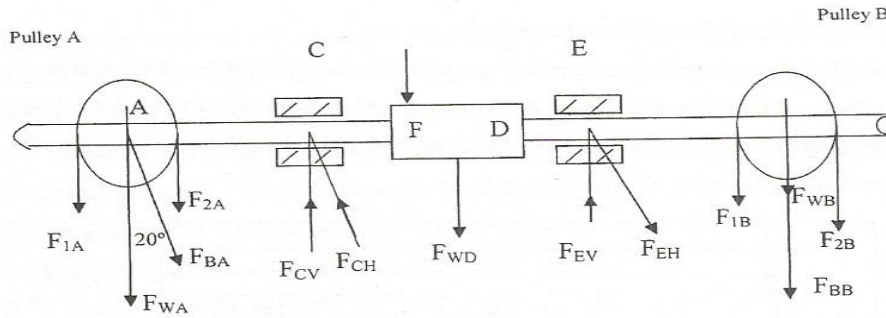 Pulley B
Pulley A
C
E
A
F
D
F1A
F2A
20°
FBA
FWA
FCV
FCH
FWD
FEV
FEH
F1B
FWB
F2B
FBB